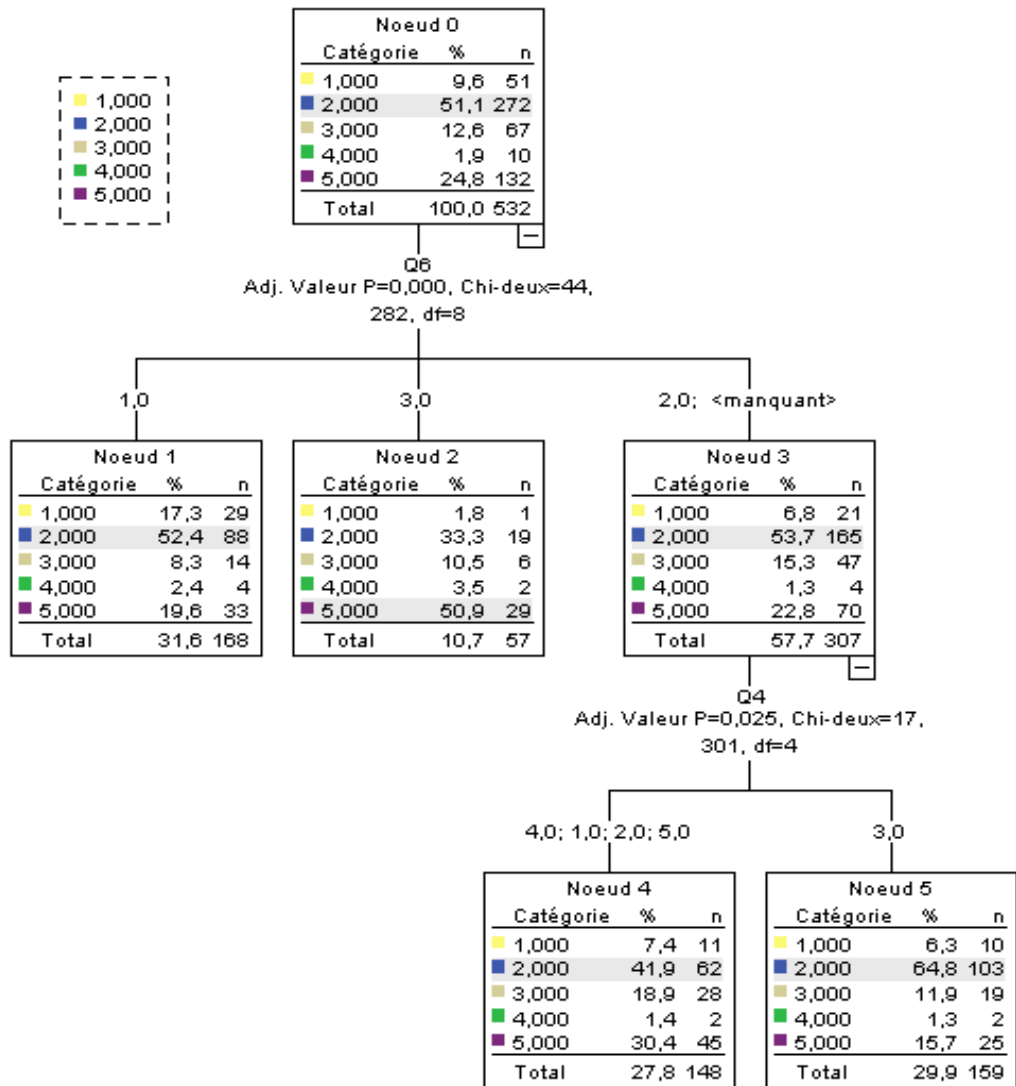 Noeud 0
Catégorie % n
1,000 9,6 51
2,000 51,1 272
3,000 12,6 67
4,000 1,9 10
5,000 24,8 132
Total 100,0 532
1,000
2,000
3,000
4,000
5,000
Q6
Adj. Valeur P=0,000, Chi-deux=44,
282, df=8
1,0
3,0
2,0; <manquant>
Noeud 1
Catégorie % n
1,000 17,3 29
2,000 52,4 88
3,000 8,3 14
4,000 2,4 4
5,000 19,6 33
Total 31,6 168
Noeud 2
Catégorie % n
1,000 1,8 1
2,000 33,3 19
3,000 10,5 6
4,000 3,5 2
5,000 50,9 29
Total 10,7 57
Noeud 3
Catégorie % n
1,000 6,8 21
2,000 53,7 165
3,000 15,3 47
4,000 1,3 4
5,000 22,8 70
Total 57,7 307
Q4
Adj. Valeur P=0,025, Chi-deux=17,
301, df=4
4,0; 1,0; 2,0; 5,0
3,0
Noeud 4
Catégorie % n
1,000 7,4 11
2,000 41,9 62
3,000 18,9 28
4,000 1,4 2
5,000 30,4 45
Total 27,8 148
Noeud 5
Catégorie % n
1,000 6,3 10
2,000 64,8 103
3,000 11,9 19
4,000 1,3 2
5,000 15,7 25
Total 29,9 159